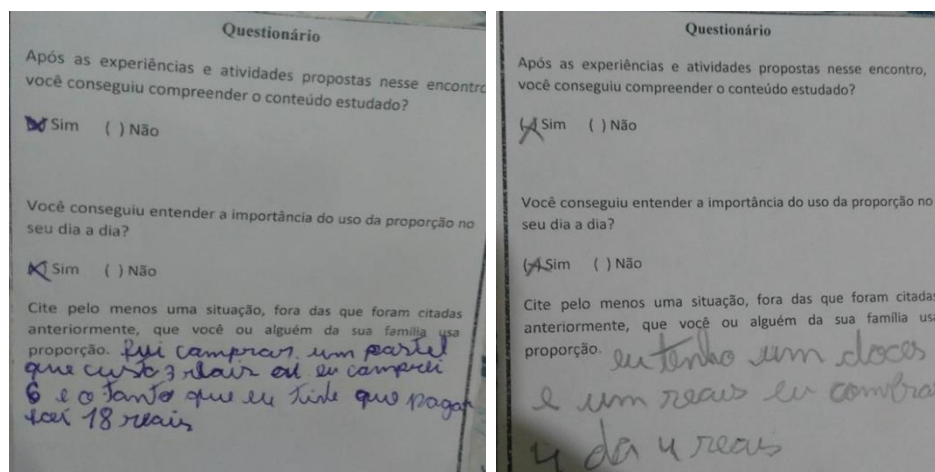 Questionário
Após as experiências e atividades propostas nesse encontro
você conseguiu compreender o conteúdo estudado?
(X) Sim ( ) Não
Você conseguiu entender a importância do uso da proporção no
seu dia a dia?
(X) Sim ( ) Não
Cite pelo menos uma situação, fora das que foram citadas
anteriormente, que você ou alguém da sua família usa
proporção. Fui comprar um pastel
que custo 3 reais ai eu comprei
6 e o tanto que eu tive que pagar
foi 18 reais
Questionário
Após as experiências e atividades propostas nesse encontro,
você conseguiu compreender o conteúdo estudado?
(X) Sim ( ) Não
Você conseguiu entender a importância do uso da proporção no
seu dia a dia?
(X) Sim ( ) Não
Cite pelo menos uma situação, fora das que foram citadas
anteriormente, que você ou alguém da sua família usa
proporção. eu tenho um doces
e um reais eu combra
4 da 4 reais